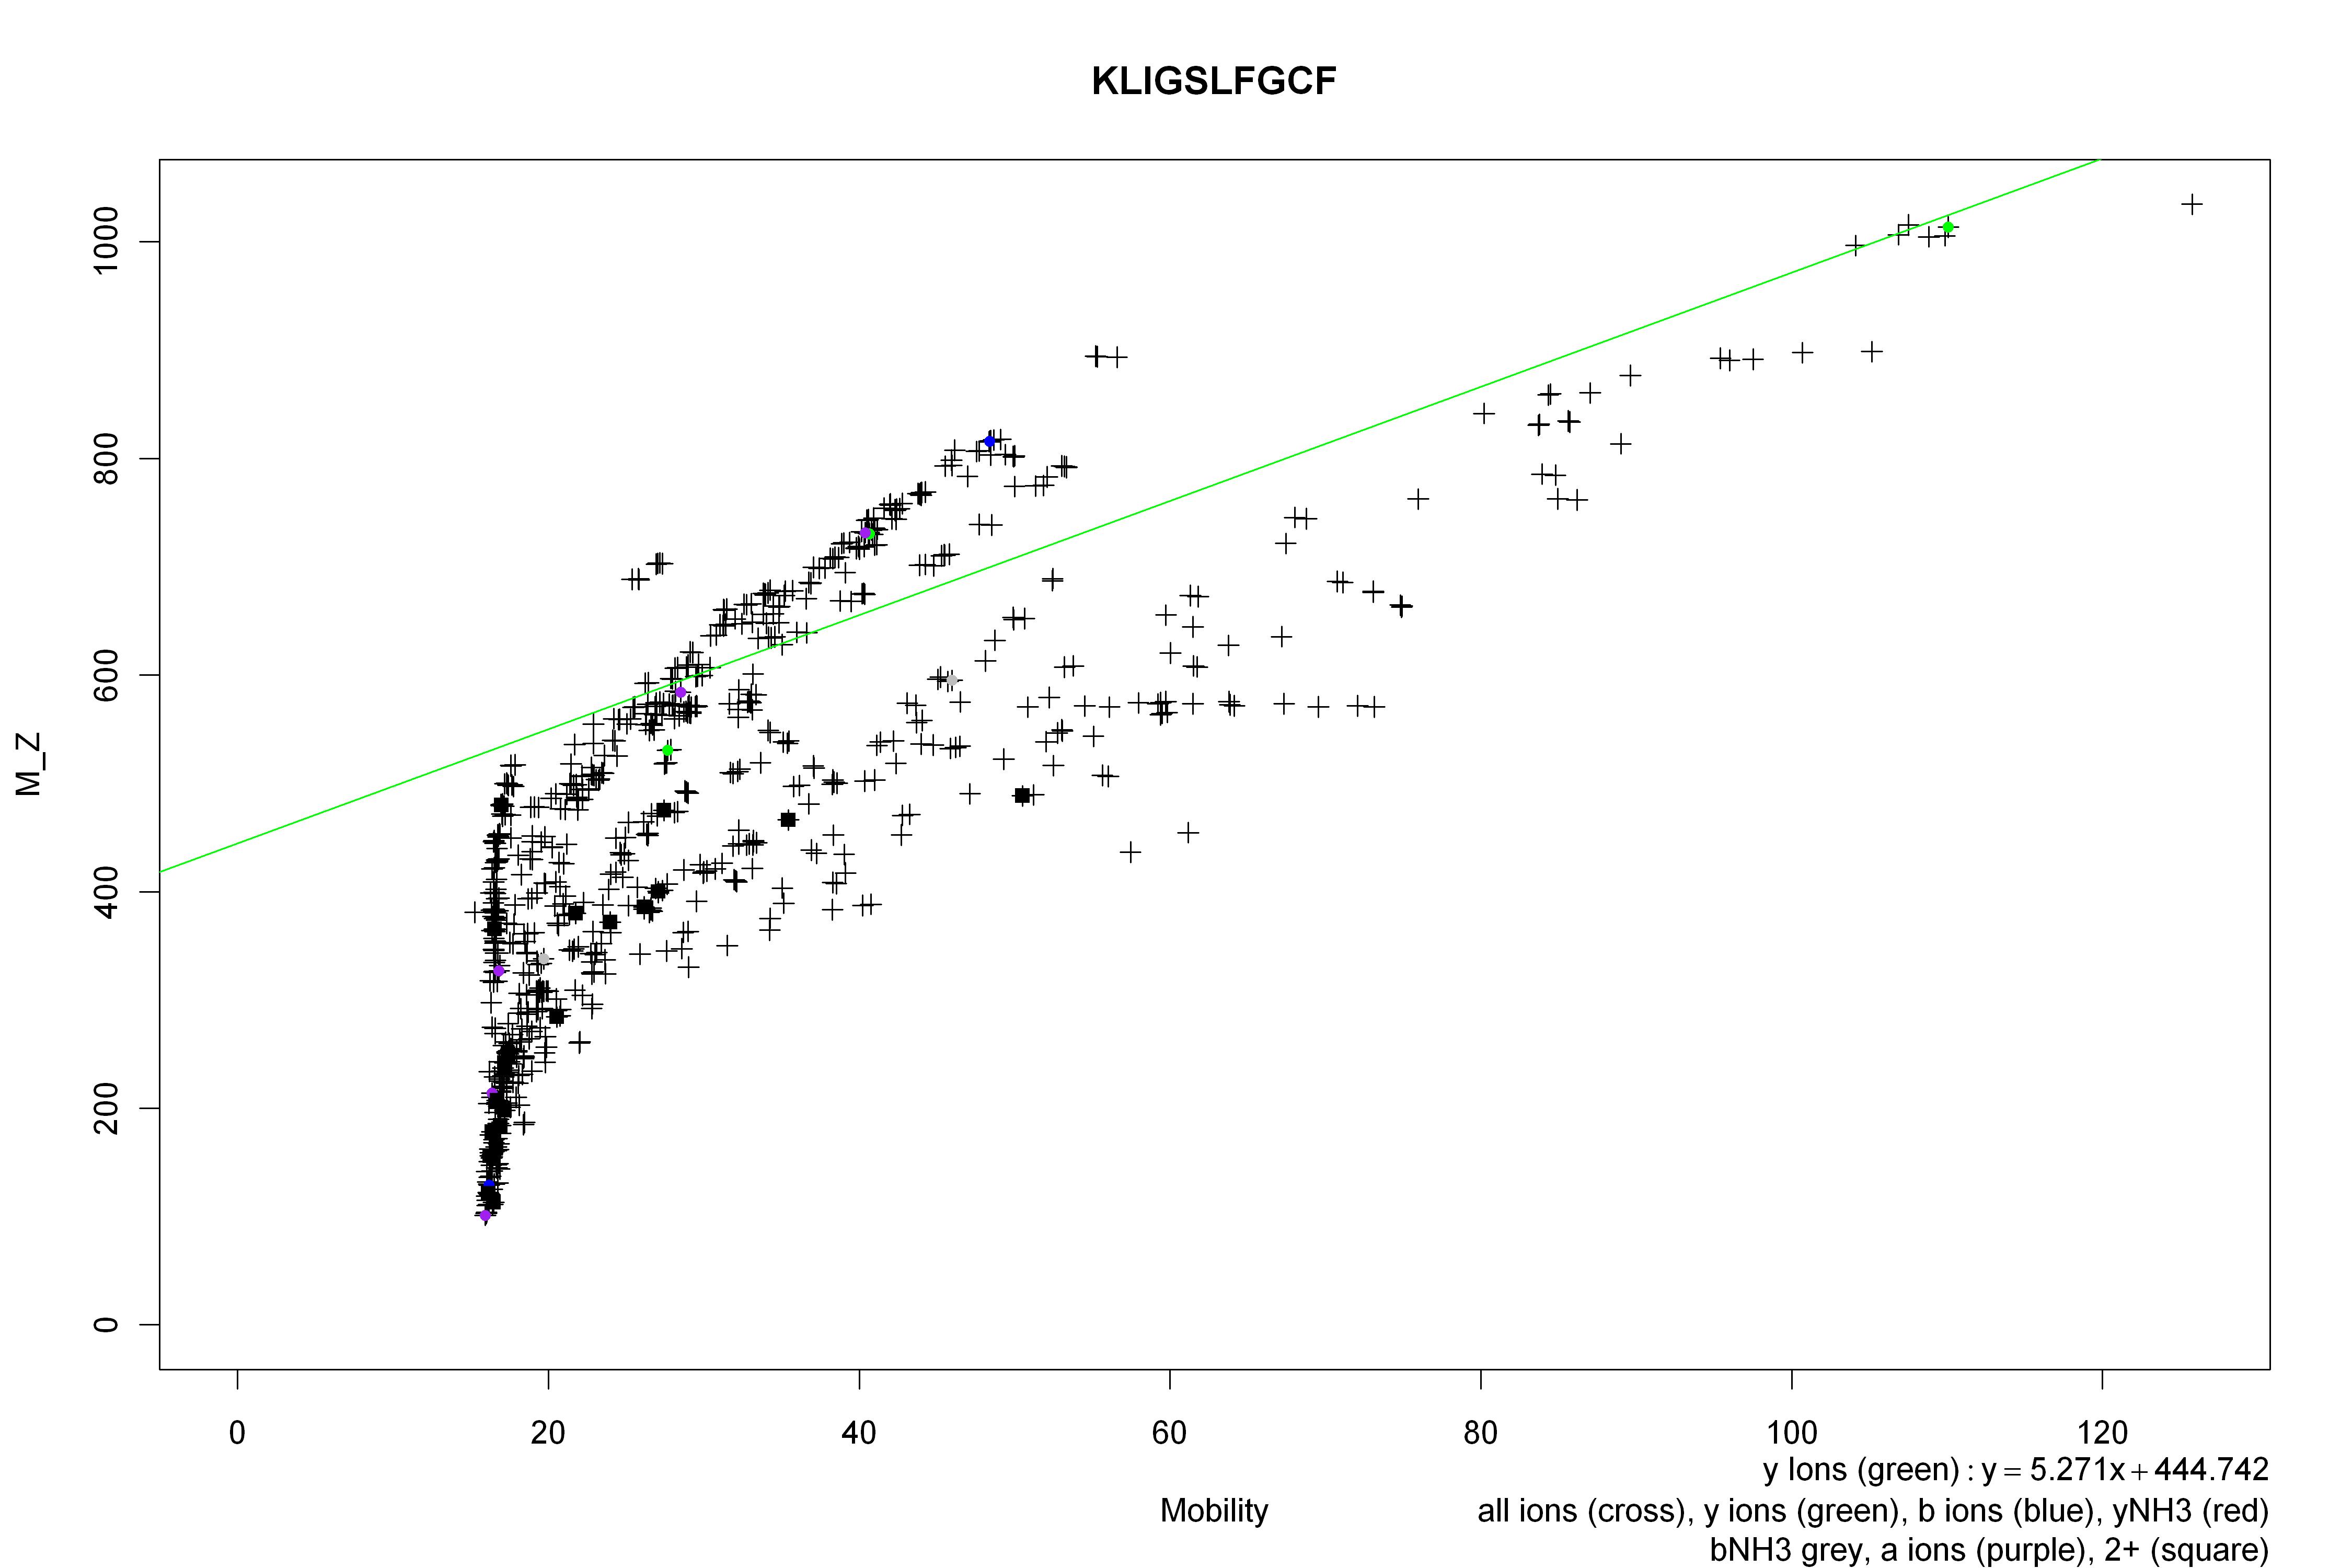 KLIGSLFGCF
M_Z
1000
800
600
400
200
0
0 20 40 60 80 100 120
y Ions (green) : y = 5.271x + 444.742
Mobility
all ions (cross), y ions (green), b ions (blue), yNH3 (red)
bNH3 grey, a ions (purple), 2+ (square)